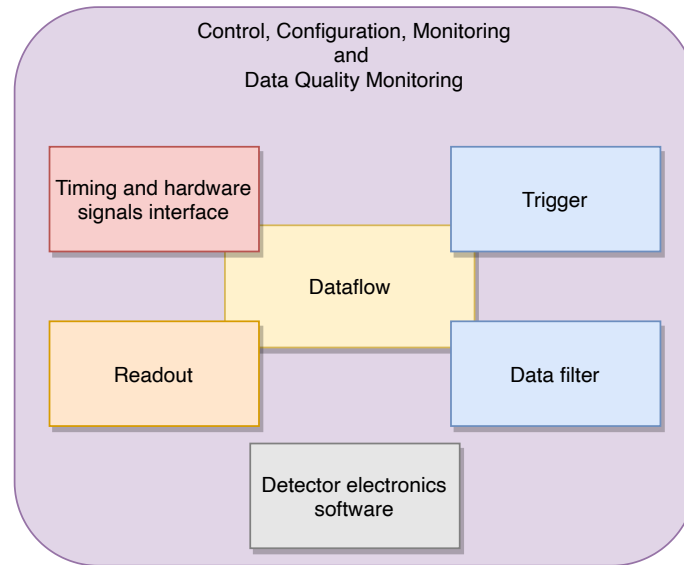 Control, Configuration, Monitoring
and
Data Quality Monitoring
Timing and hardware
signals interface
Trigger
Dataflow
Readout
Data filter
Detector electronics
software